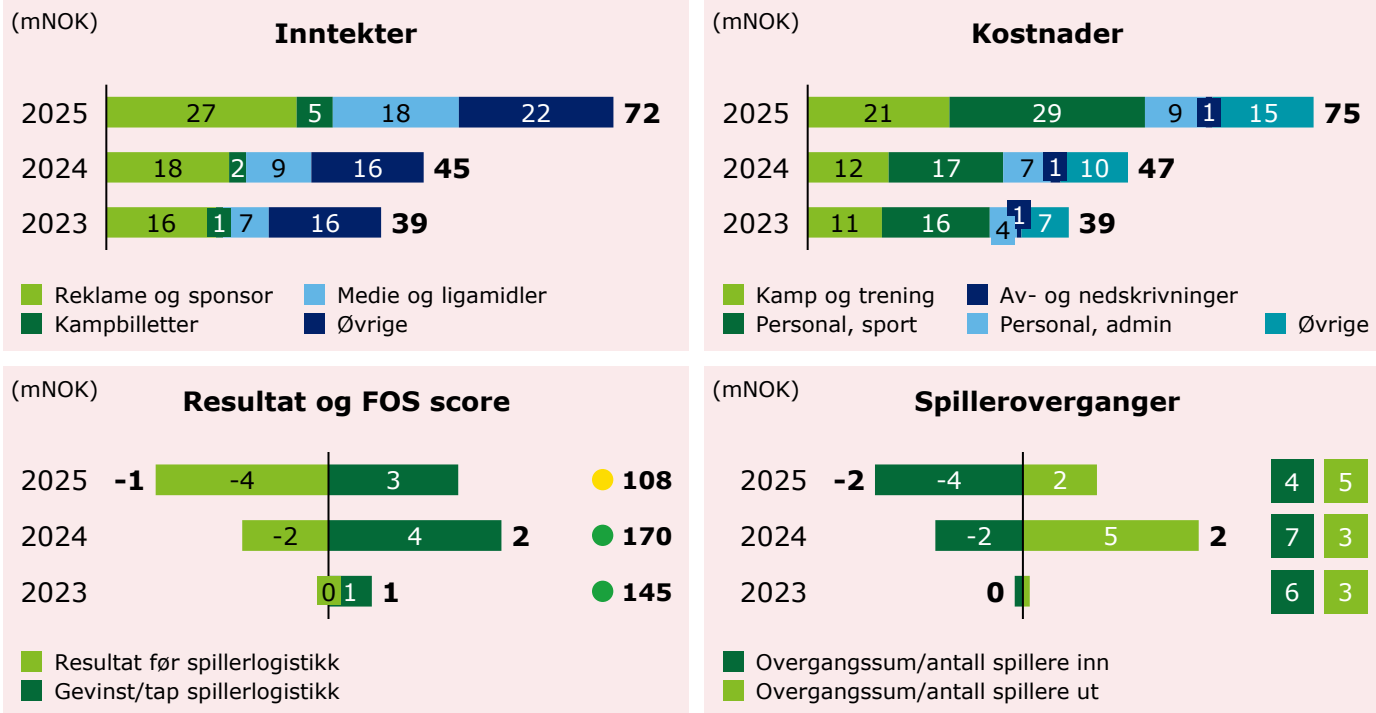 (mNOK)
Inntekter
2025 27 5 18 22 72
2024 18 2 9 16 45
2023 16 1 7 16 39
Reklame og sponsor Medie og ligamidler
Kampbilletter Øvrige
(mNOK)
Kostnader
2025 21 29 9 1 15 75
2024 12 17 7 1 10 47
2023 11 16 4 1 7 39
Kamp og trening Av- og nedskrivninger
Personal, sport Personal, admin Øvrige
(mNOK)
Resultat og FOS score
2025 -1 -4 3 108
2024 -2 4 2 170
2023 0 1 1 145
Resultat før spillerlogistikk
Gevinst/tap spillerlogistikk
(mNOK)
Spilleroverganger
2025 -2 -4 2 4 5
2024 -2 5 2 7 3
2023 0 6 3
Overgangssum/antall spillere inn
Overgangssum/antall spillere ut